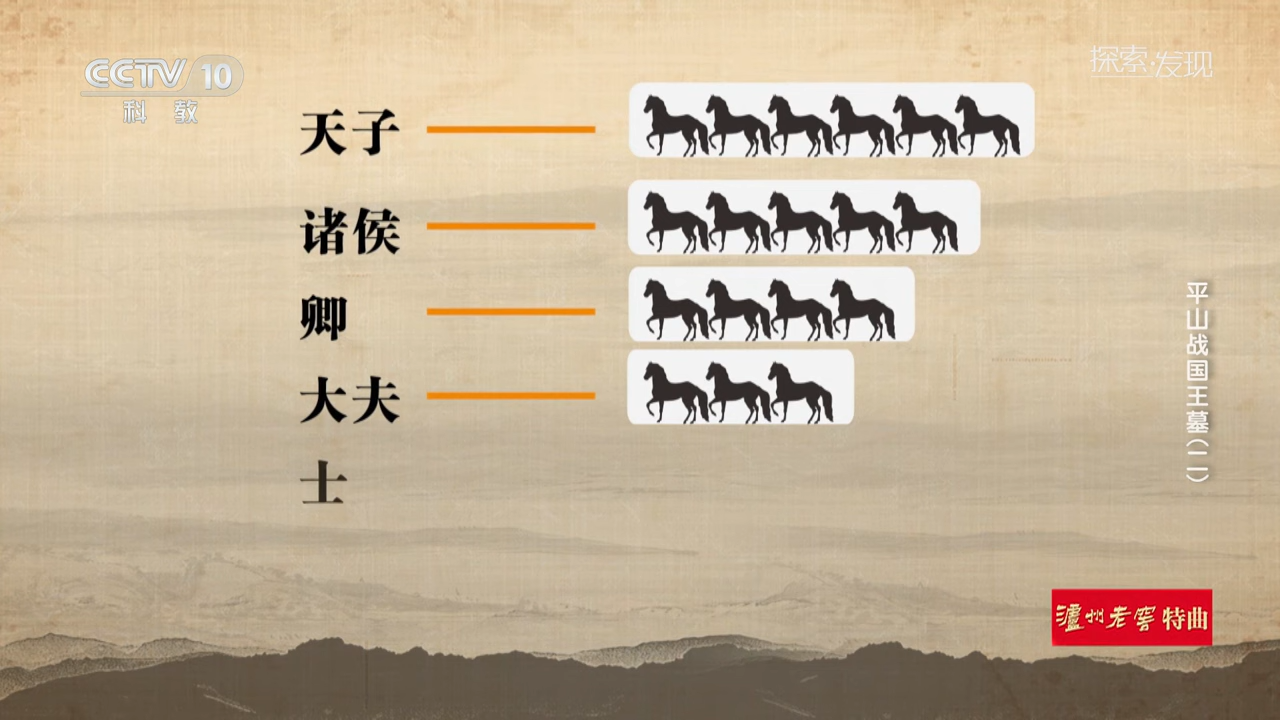 CCTV 10
科教
探索·发现
天子
诸侯
卿
大夫
士
平山战国王墓(二)
泸州老窖特曲